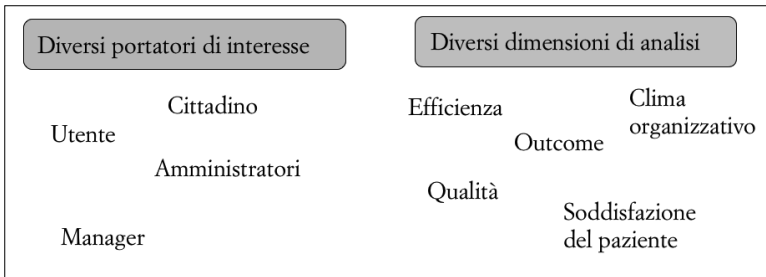 Diversi portatori di interesse
Cittadino
Utente
Amministratori
Manager
Diversi dimensioni di analisi
Efficienza
Clima
organizzativo
Outcome
Qualità
Soddisfazione
del paziente